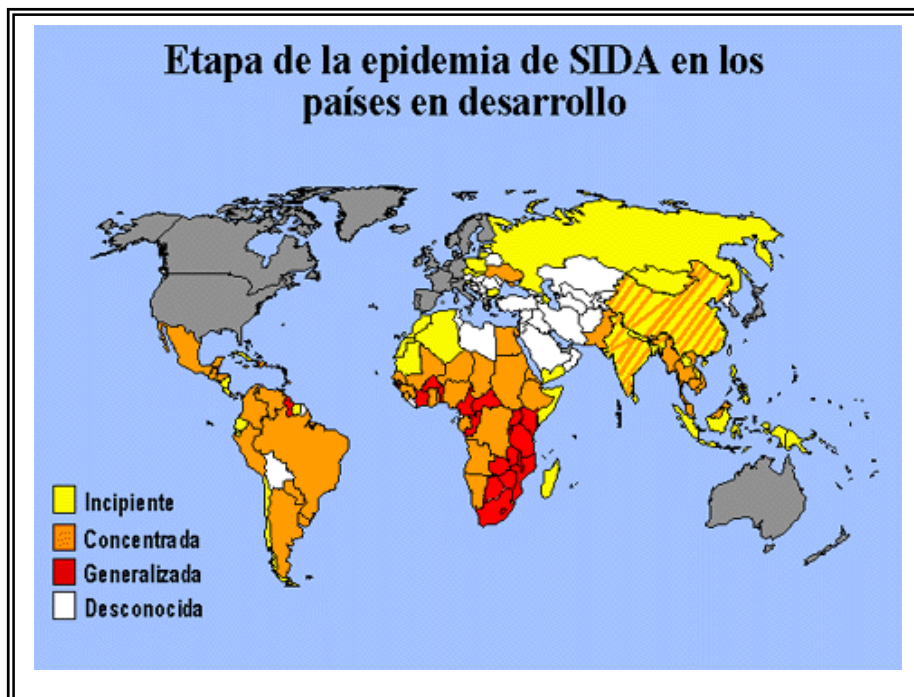 Etapa de la epidemia de SIDA en los
países en desarrollo
Incipiente
Concentrada
Generalizada
Desconocida